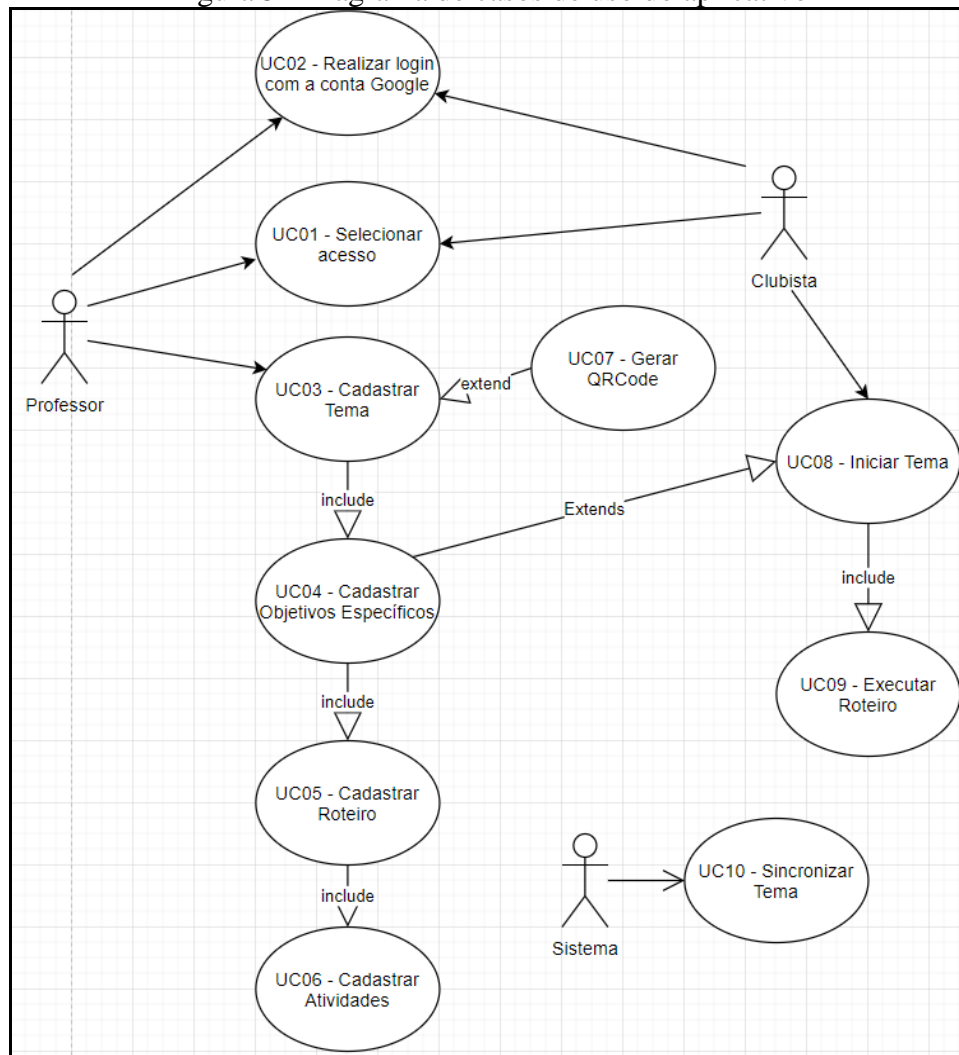 UC02 - Realizar login
com a conta Google
UC01 - Selecionar
acesso
Clubista
Professor
UC03 - Cadastrar
Tema
extend
UC07 - Gerar
QRCode
UC08 - Iniciar Tema
include
Extends
UC04 - Cadastrar
Objetivos Específicos
include
UC09 - Executar
Roteiro
include
UC05 - Cadastrar
Roteiro
UC10 - Sincronizar
Tema
include
Sistema
UC06 - Cadastrar
Atividades